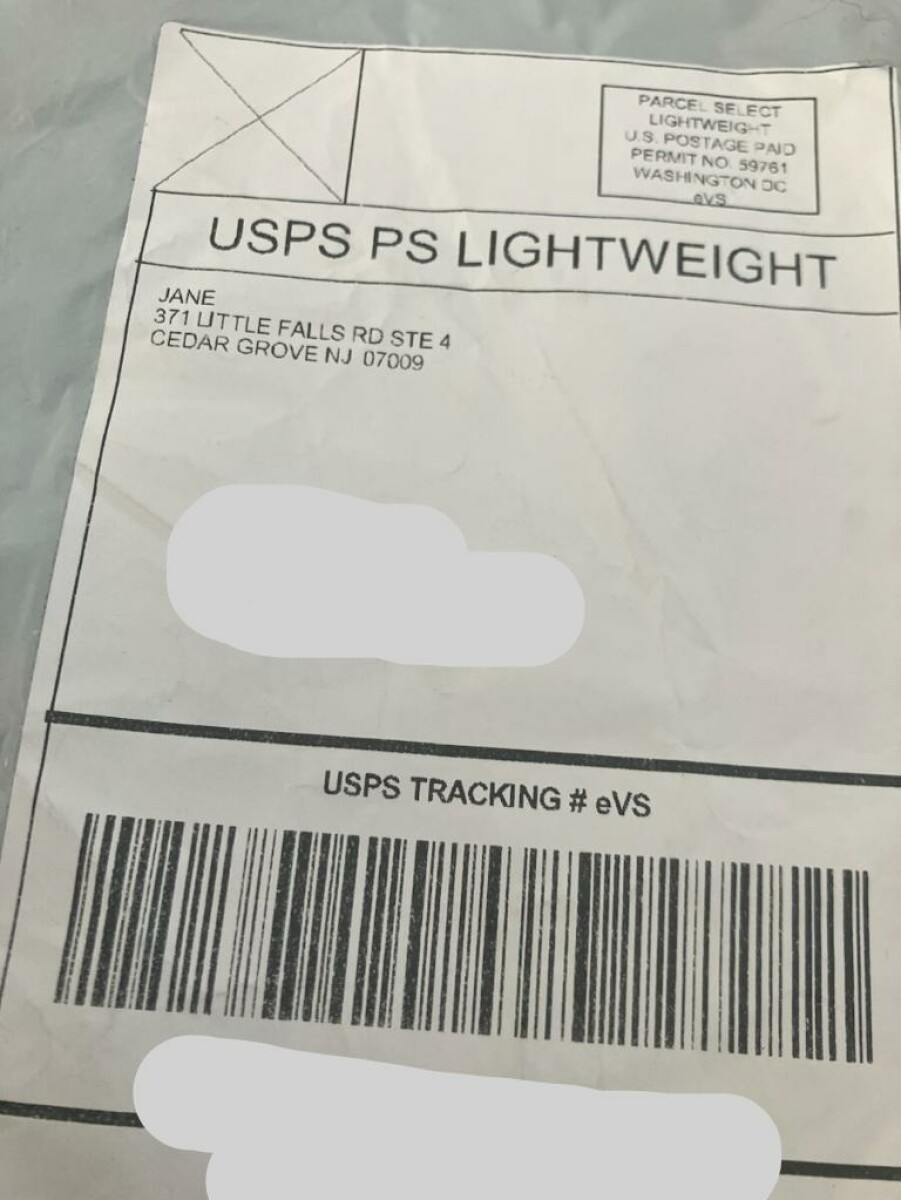 PARCEL SELECT
LIGHTWEIGHT
U.S. POSTAGE PAID
PERMIT NO. 59761
WASHINGTON DC
eVS
USPS PS LIGHTWEIGHT
JANE
371 LITTLE FALLS RD STE 4
CEDAR GROVE NJ 07009
USPS TRACKING # eVS